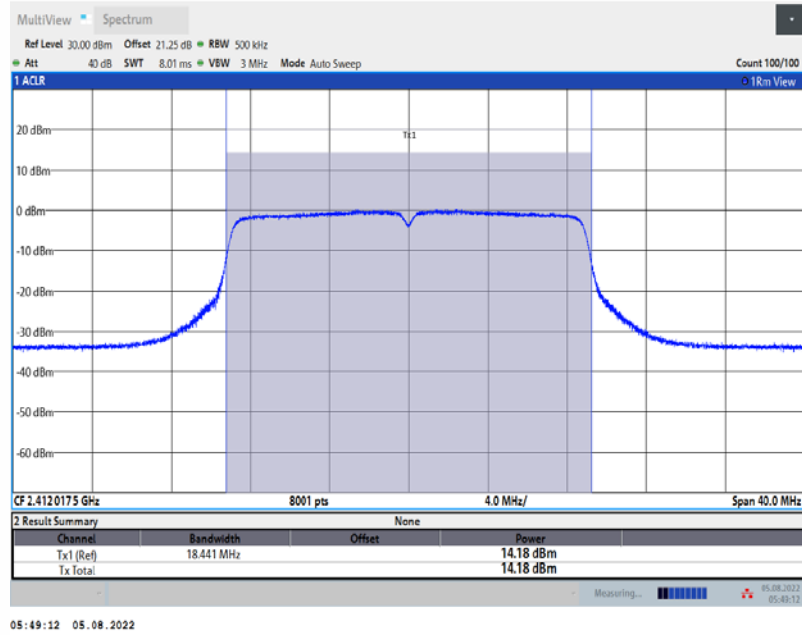 MultiView Spectrum
Ref Level 30.00 dBm Offset 21.25 dB RBW 500 kHz
Att 40 dB SWT 8.01 ms VBW 3 MHz Mode Auto Sweep Count 100/100
1 ACLR 1Rm View
Tx1
20 dBm
10 dBm
0 dBm
-10 dBm
-20 dBm
-30 dBm
-40 dBm
-50 dBm
-60 dBm
CF 2.4120175 GHz 8001 pts 4.0 MHz/ Span 40.0 MHz
2 Result Summary None
Channel Bandwidth Offset Power
Tx1 (Ref) 18.441 MHz 14.18 dBm
Tx Total 14.18 dBm
Measuring... 05.08.2022
05:49:12
05:49:12 05.08.2022